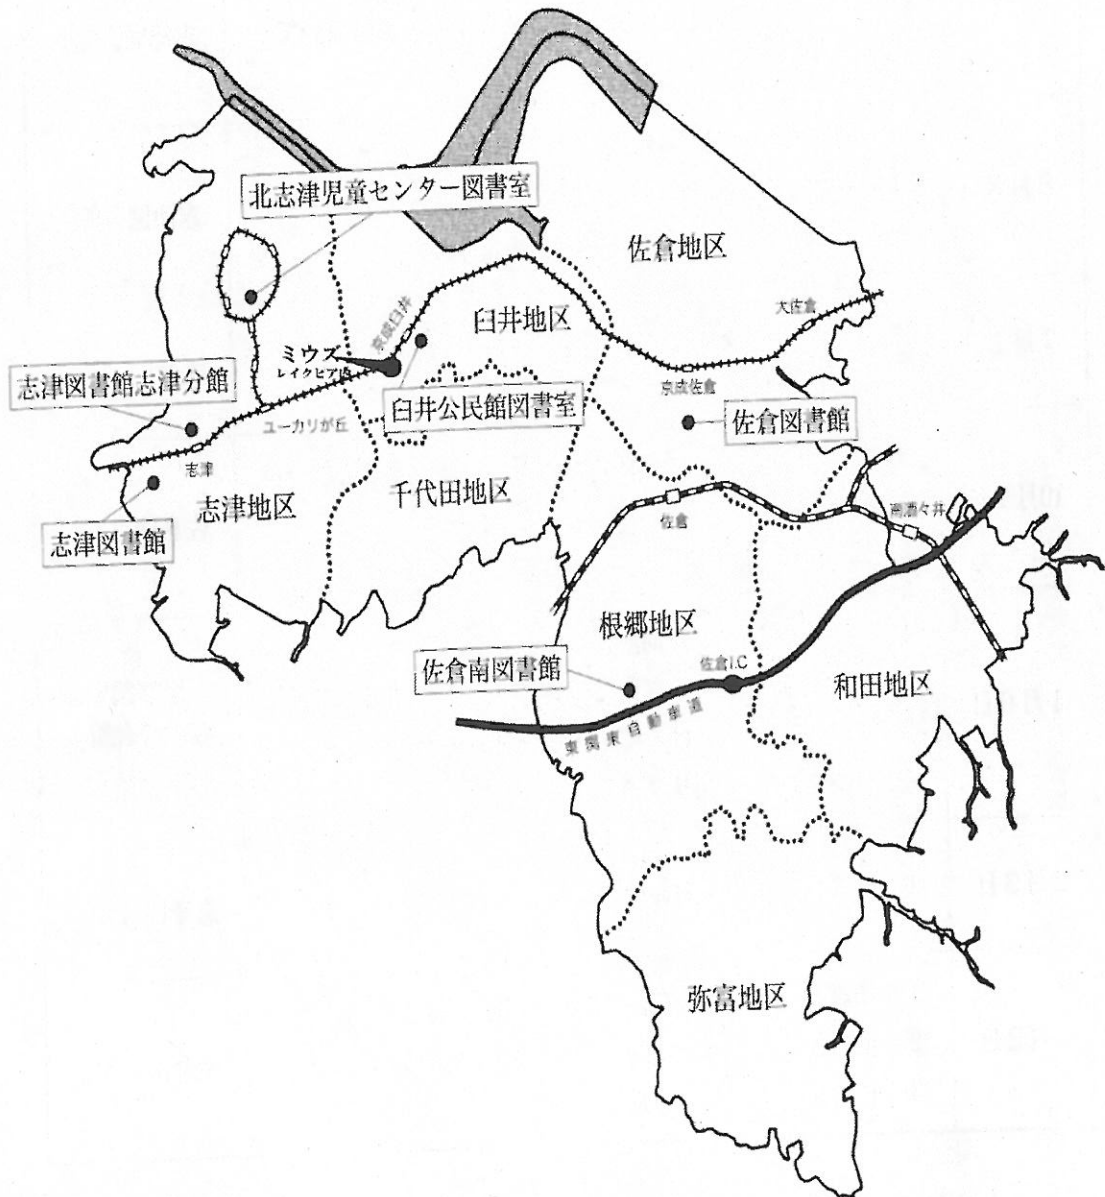 北志津児童センター図書室
佐倉地区
大佐倉
京成臼井
臼井地区
ミウズ
レイクピア内
志津図書館志津分館
京成佐倉
臼井公民館図書室
佐倉図書館
ユーカリが丘
志津
志津地区
千代田地区
佐倉
南酒々井
志津図書館
根郷地区
佐倉南図書館
佐倉I.C
和田地区
東関東自動車道
弥富地区